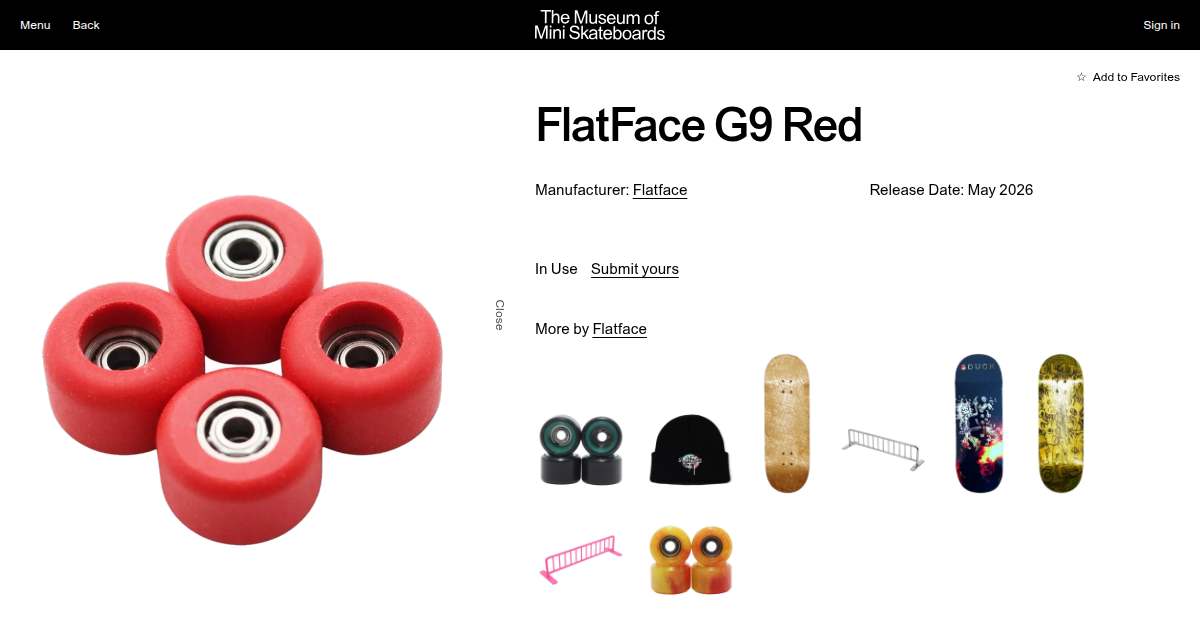 Menu
Back
The Museum of
Mini Skateboards
Sign in
☆ Add to Favorites
FlatFace G9 Red
Manufacturer: Flatface
Release Date: May 2026
In Use
Submit yours
Close
More by Flatface
DUCK